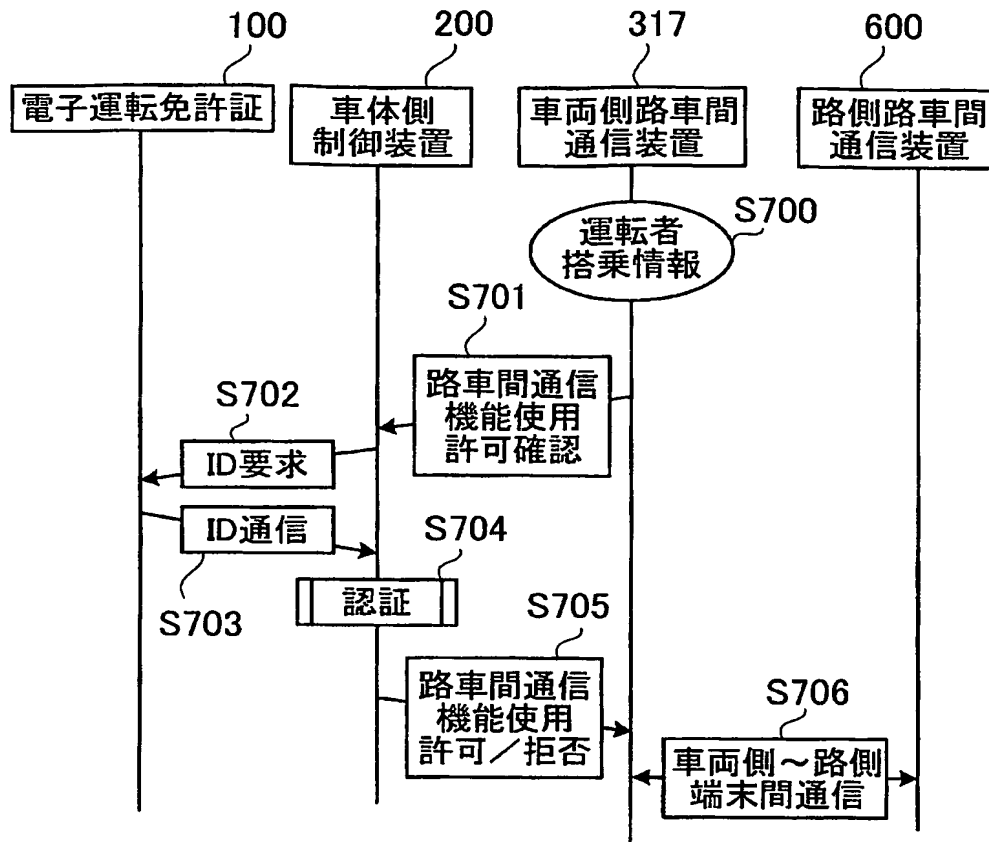 100
200
317
600
電子運転免許証
車体側
制御装置
車両側路車間
通信装置
路側路車間
通信装置
S700
運転者
搭乗情報
S701
路車間通信
機能使用
許可確認
S702
ID要求
ID通信
S703
S704
認証
S705
路車間通信
機能使用
許可／拒否
S706
車両側～路側
端末間通信